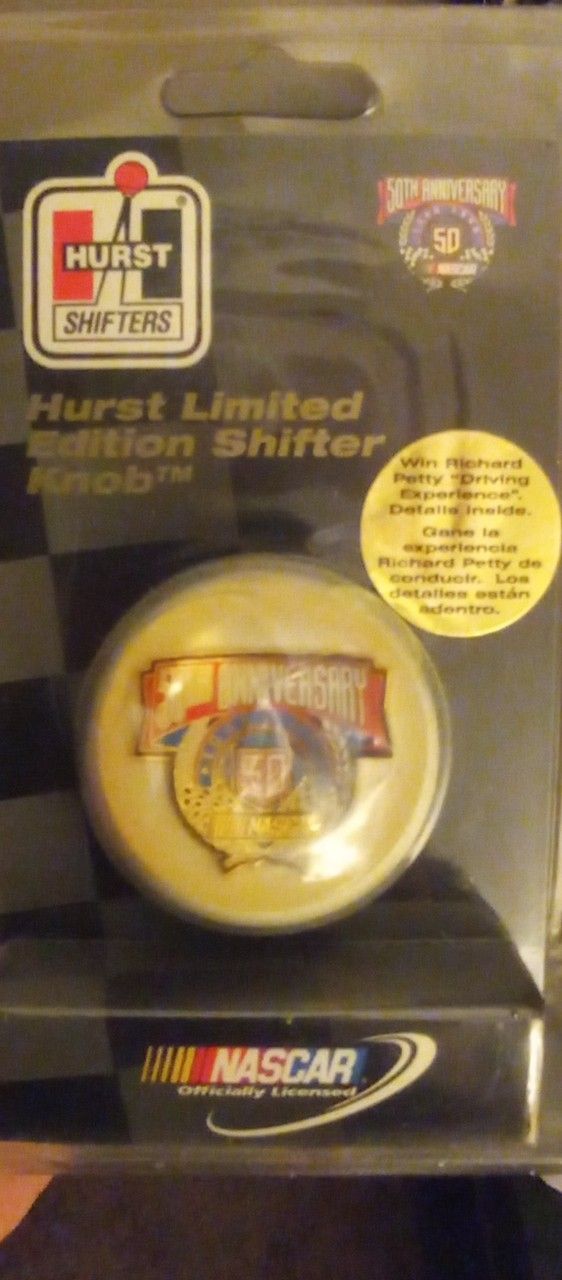 HURST
®
SHIFTERS
50TH ANNIVERSARY
50
NASCAR
Hurst Limited
Edition Shifter
Knob™
Win Richard
Petty "Driving
Experience".
Details inside.
Gane la
experiencia
Richard Petty de
conducir. Los
detalles están
adentro.
ANNIVERSARY
50
NASCAR
NASCAR
Officially Licensed